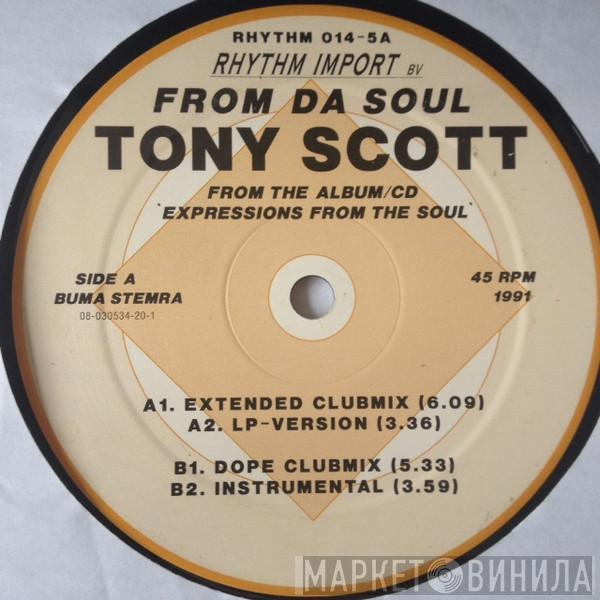 RHYTHM 014-5A
RHYTHM IMPORT BV
FROM DA SOUL
TONY SCOTT
FROM THE ALBUM/CD
'EXPRESSIONS FROM THE SOUL'
SIDE A
BUMA STEMRA
08-030534-20-1
45 RPM
1991
A1. EXTENDED CLUBMIX (6.09)
A2. LP-VERSION (3.36)
B1. DOPE CLUBMIX (5.33)
B2. INSTRUMENTAL (3.59)
МАРКЕТ ВИНИЛА